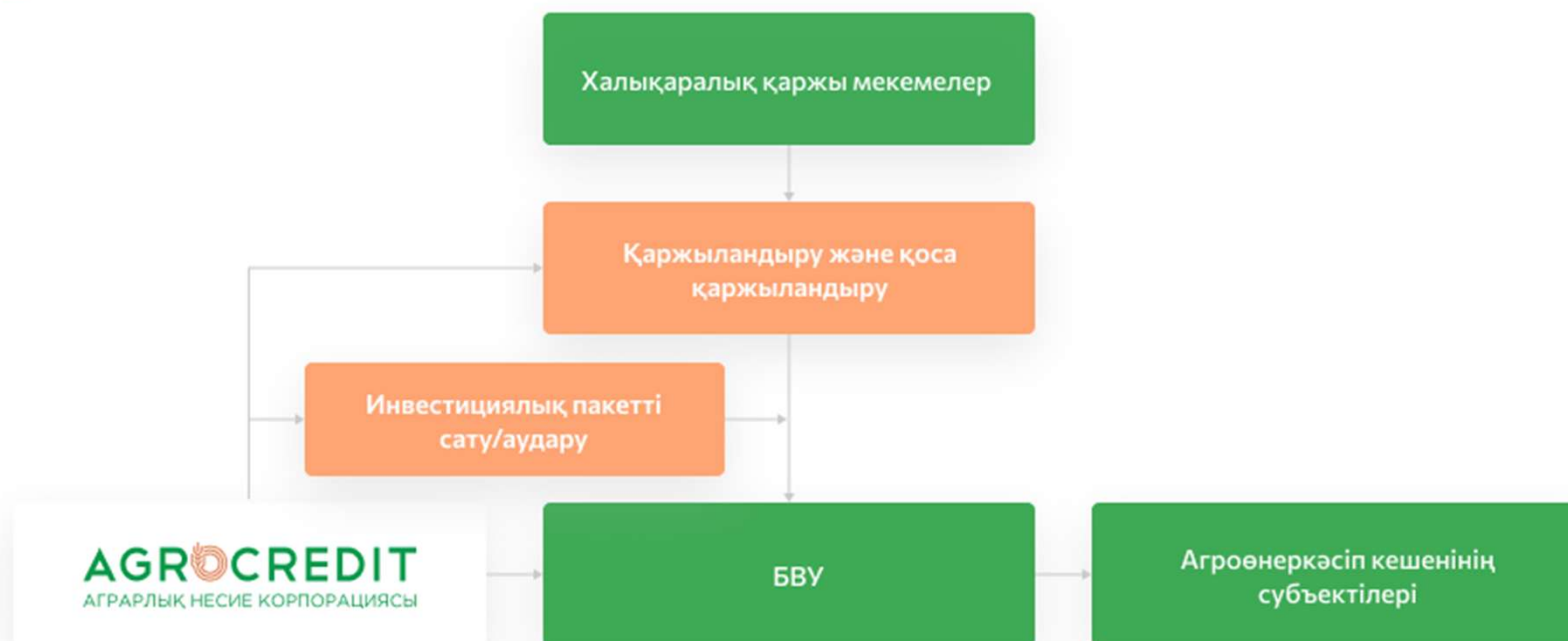 Халықаралық қаржы мекемелер
Қаржыландыру және қоса
қаржыландыру
Инвестициялық пакетті
сату/аудару
AGROCREDIT
АГРАРЛЫҚ НЕСИЕ КОРПОРАЦИЯСЫ
БВУ
Агроөнеркәсіп кешенінің
субъектілері